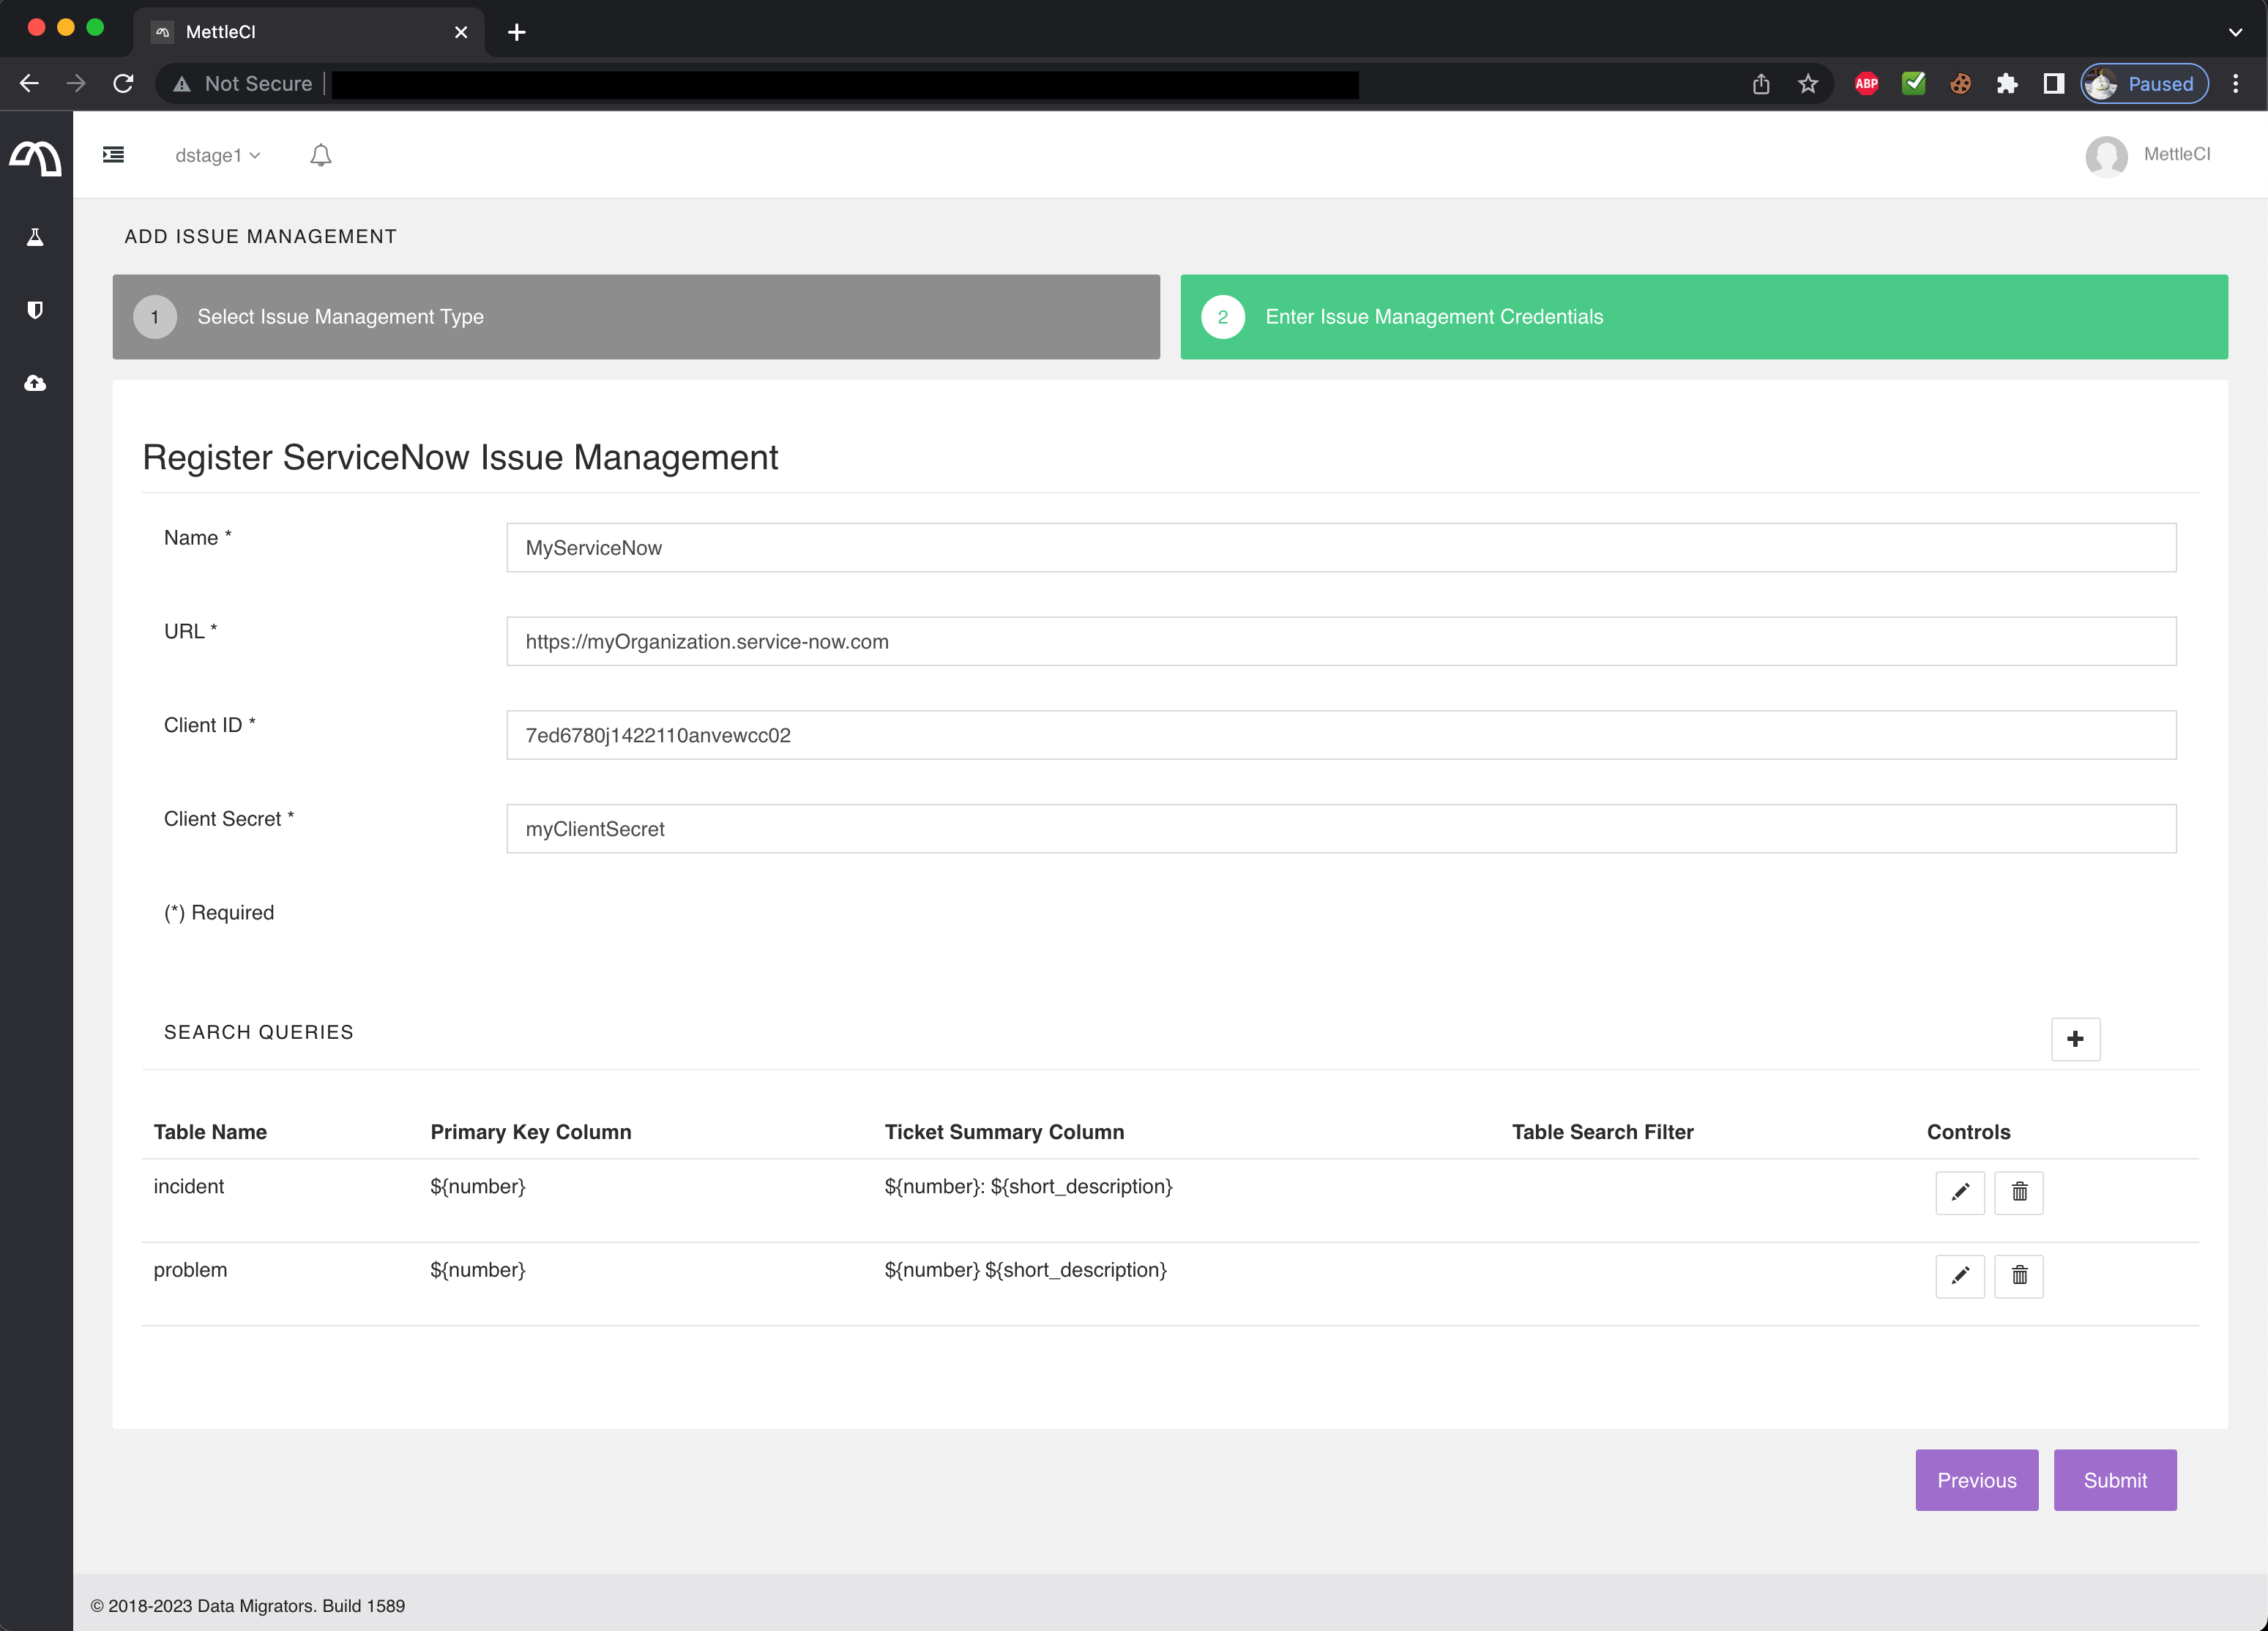 MettleCI
Not Secure
ABP
Paused
dstage1
MettleCI
ADD ISSUE MANAGEMENT
1 Select Issue Management Type
2 Enter Issue Management Credentials
Register ServiceNow Issue Management
Name * MyServiceNow
URL * https://myOrganization.service-now.com
Client ID * 7ed6780j1422110anvewcc02
Client Secret * myClientSecret
(*) Required
SEARCH QUERIES
Table Name Primary Key Column Ticket Summary Column Table Search Filter Controls
incident ${number} ${number}: ${short_description}
problem ${number} ${number} ${short_description}
Previous Submit
© 2018-2023 Data Migrators. Build 1589